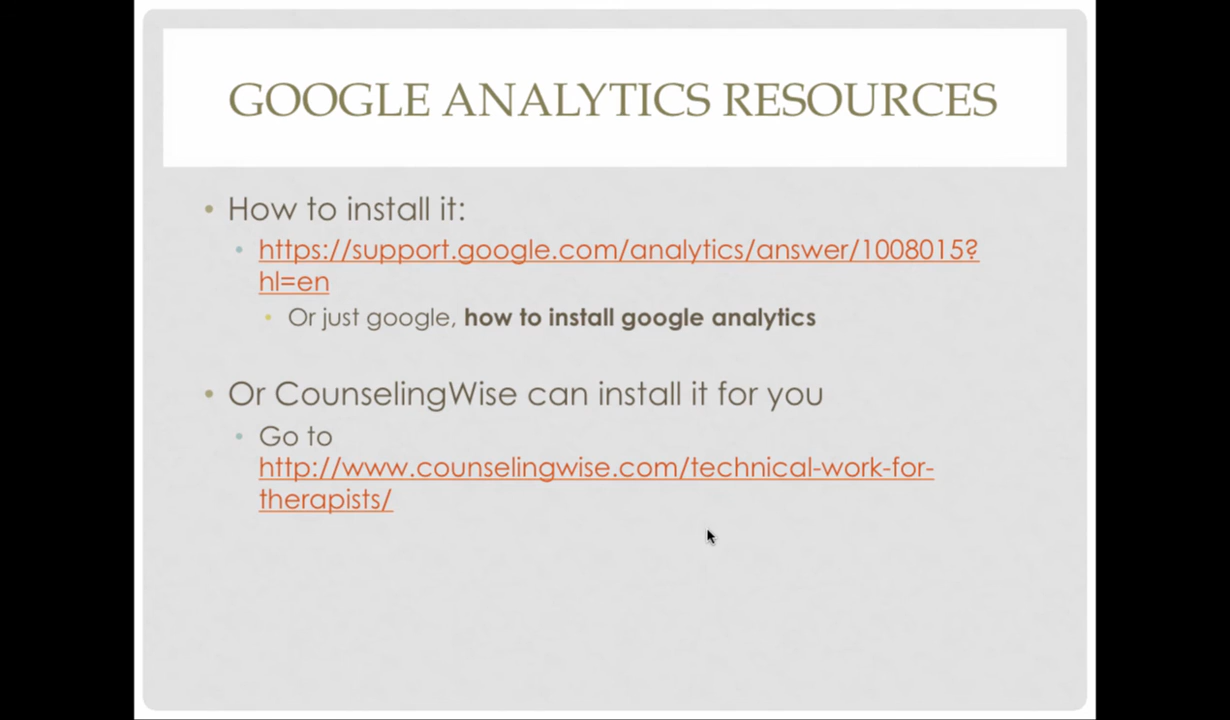 GOOGLE ANALYTICS RESOURCES
• How to install it:
• https://support.google.com/analytics/answer/1008015?
hl=en
• Or just google, how to install google analytics
• Or CounselingWise can install it for you
• Go to
http://www.counselingwise.com/technical-work-for-
therapists/